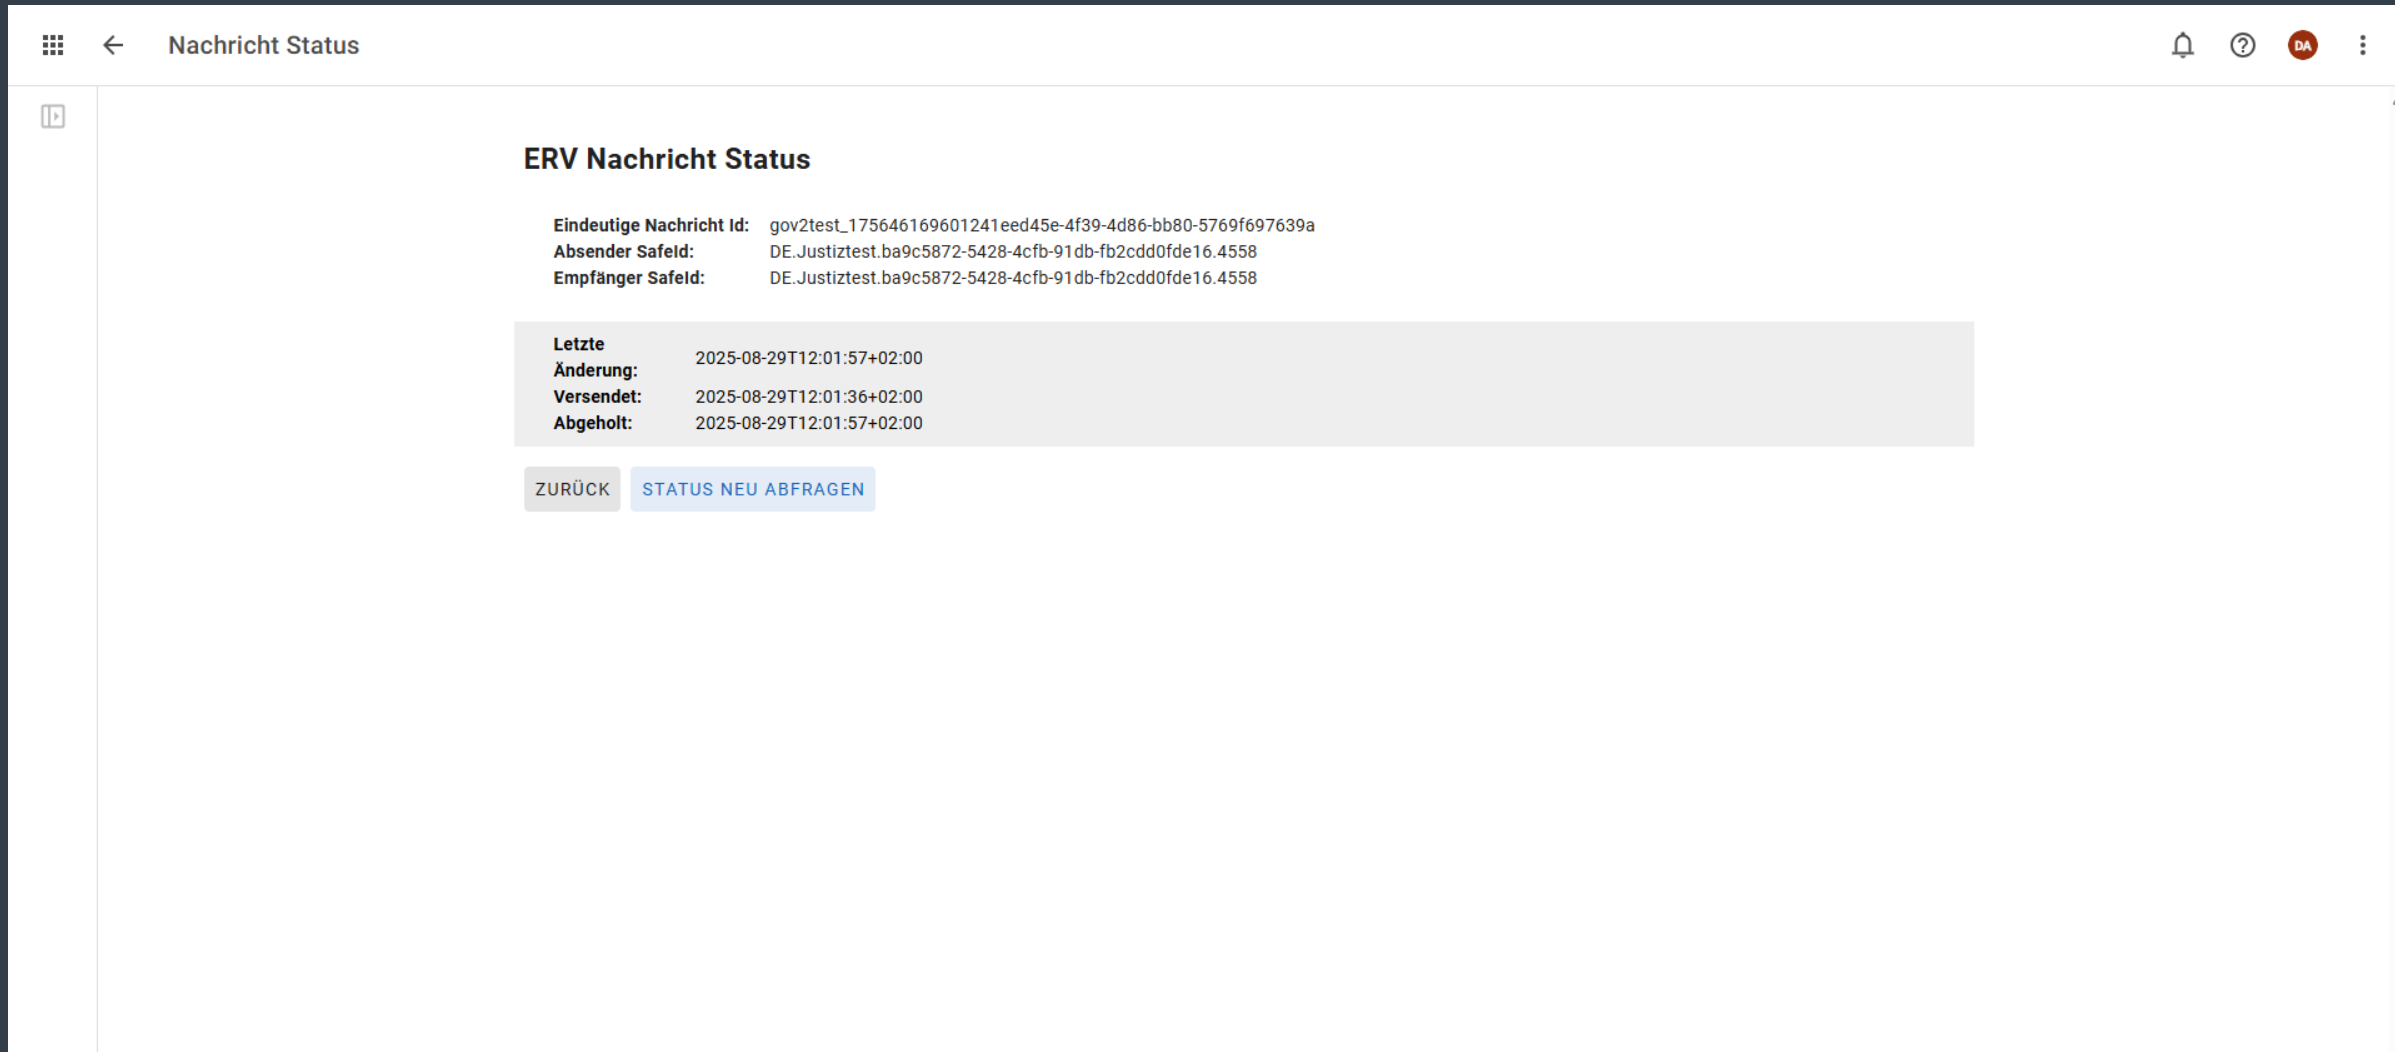 Nachricht Status
DA
ERV Nachricht Status
Eindeutige Nachricht Id: gov2test_175646169601241eed45e-4f39-4d86-bb80-5769f697639a
Absender SafeId: DE.Justiztest.ba9c5872-5428-4cfb-91db-fb2cdd0fde16.4558
Empfänger SafeId: DE.Justiztest.ba9c5872-5428-4cfb-91db-fb2cdd0fde16.4558
Letzte
Änderung: 2025-08-29T12:01:57+02:00
Versendet: 2025-08-29T12:01:36+02:00
Abgeholt: 2025-08-29T12:01:57+02:00
ZURÜCK STATUS NEU ABFRAGEN